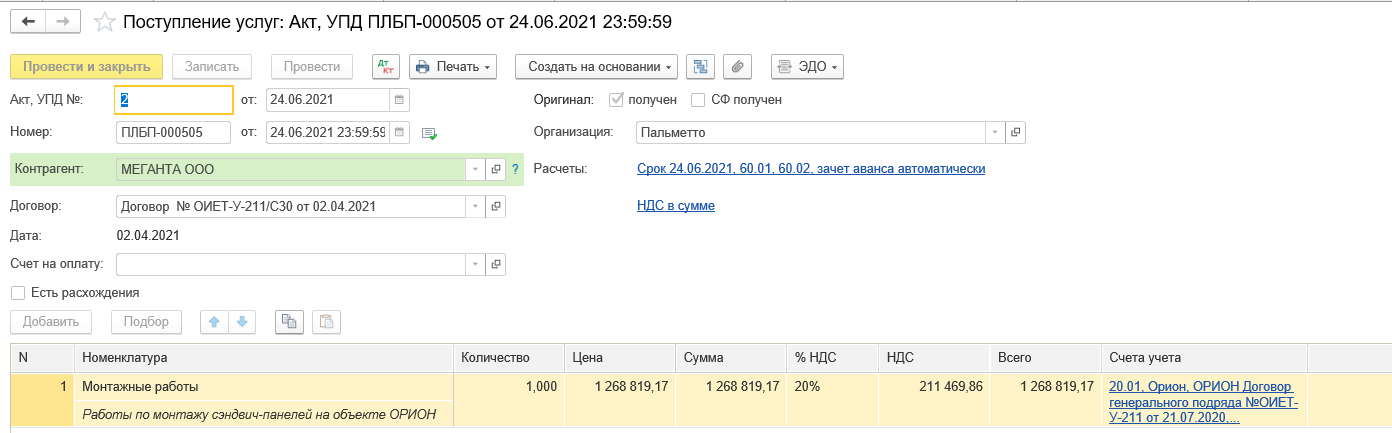 Поступление услуг: Акт, УПД ПЛБП-000505 от 24.06.2021 23:59:59
Провести и закрыть Записать Провести Дт Кт Печать Создать на основании ЭДО
Акт, УПД №: 2 от: 24.06.2021 Оригинал: получен СФ получен
Номер: ПЛБП-000505 от: 24.06.2021 23:59:59 Организация: Пальметто
Контрагент: МЕГАНТА ООО ? Расчеты: Срок 24.06.2021, 60.01, 60.02, зачет аванса автоматически
Договор: Договор № ОИЕТ-У-211/С30 от 02.04.2021 НДС в сумме
Дата: 02.04.2021
Счет на оплату:
Есть расхождения
Добавить Подбор
N Номенклатура Количество Цена Сумма % НДС НДС Всего Счета учета
1 Монтажные работы 1,000 1 268 819,17 1 268 819,17 20% 211 469,86 1 268 819,17 20.01, Орион, ОРИОН Договор
генерального подряда №ОИЕТ-
Работы по монтажу сэндвич-панелей на объекте ОРИОН У-211 от 21.07.2020,...